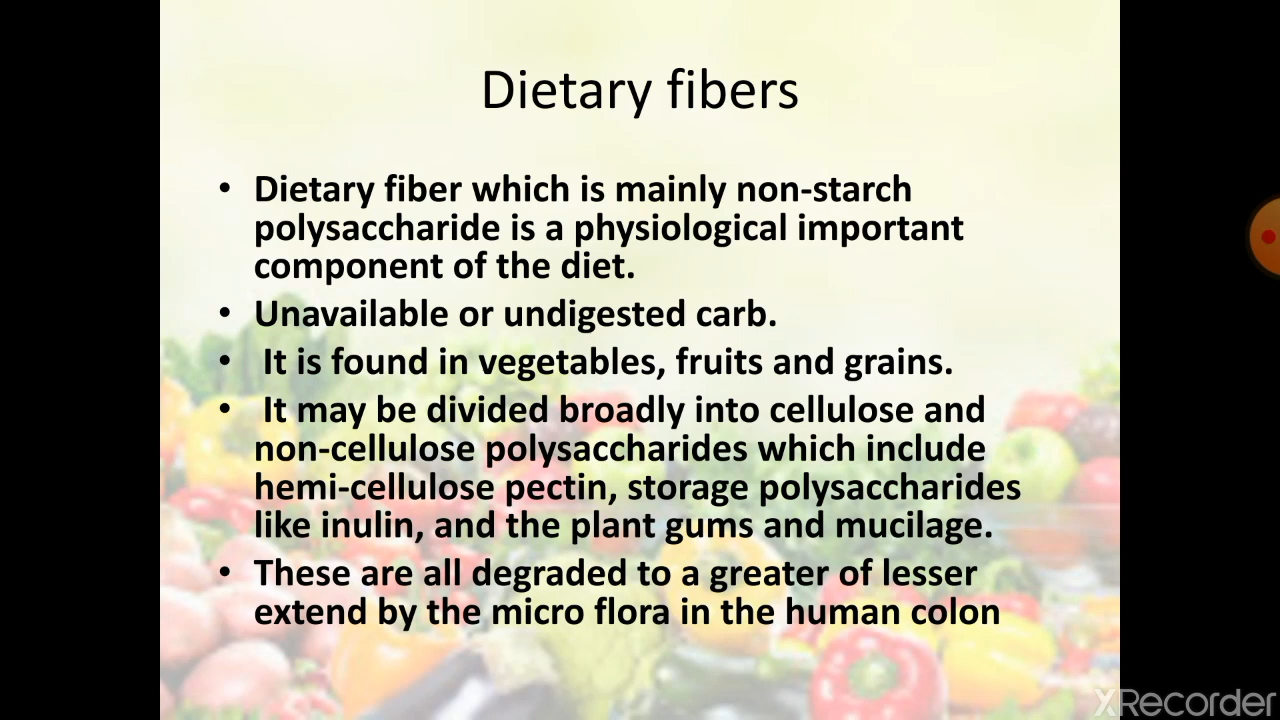 Dietary fibers
• Dietary fiber which is mainly non-starch
polysaccharide is a physiological important
component of the diet.
• Unavailable or undigested carb.
• It is found in vegetables, fruits and grains.
• It may be divided broadly into cellulose and
non-cellulose polysaccharides which include
hemi-cellulose pectin, storage polysaccharides
like inulin, and the plant gums and mucilage.
• These are all degraded to a greater of lesser
extend by the micro flora in the human colon
XRecorder